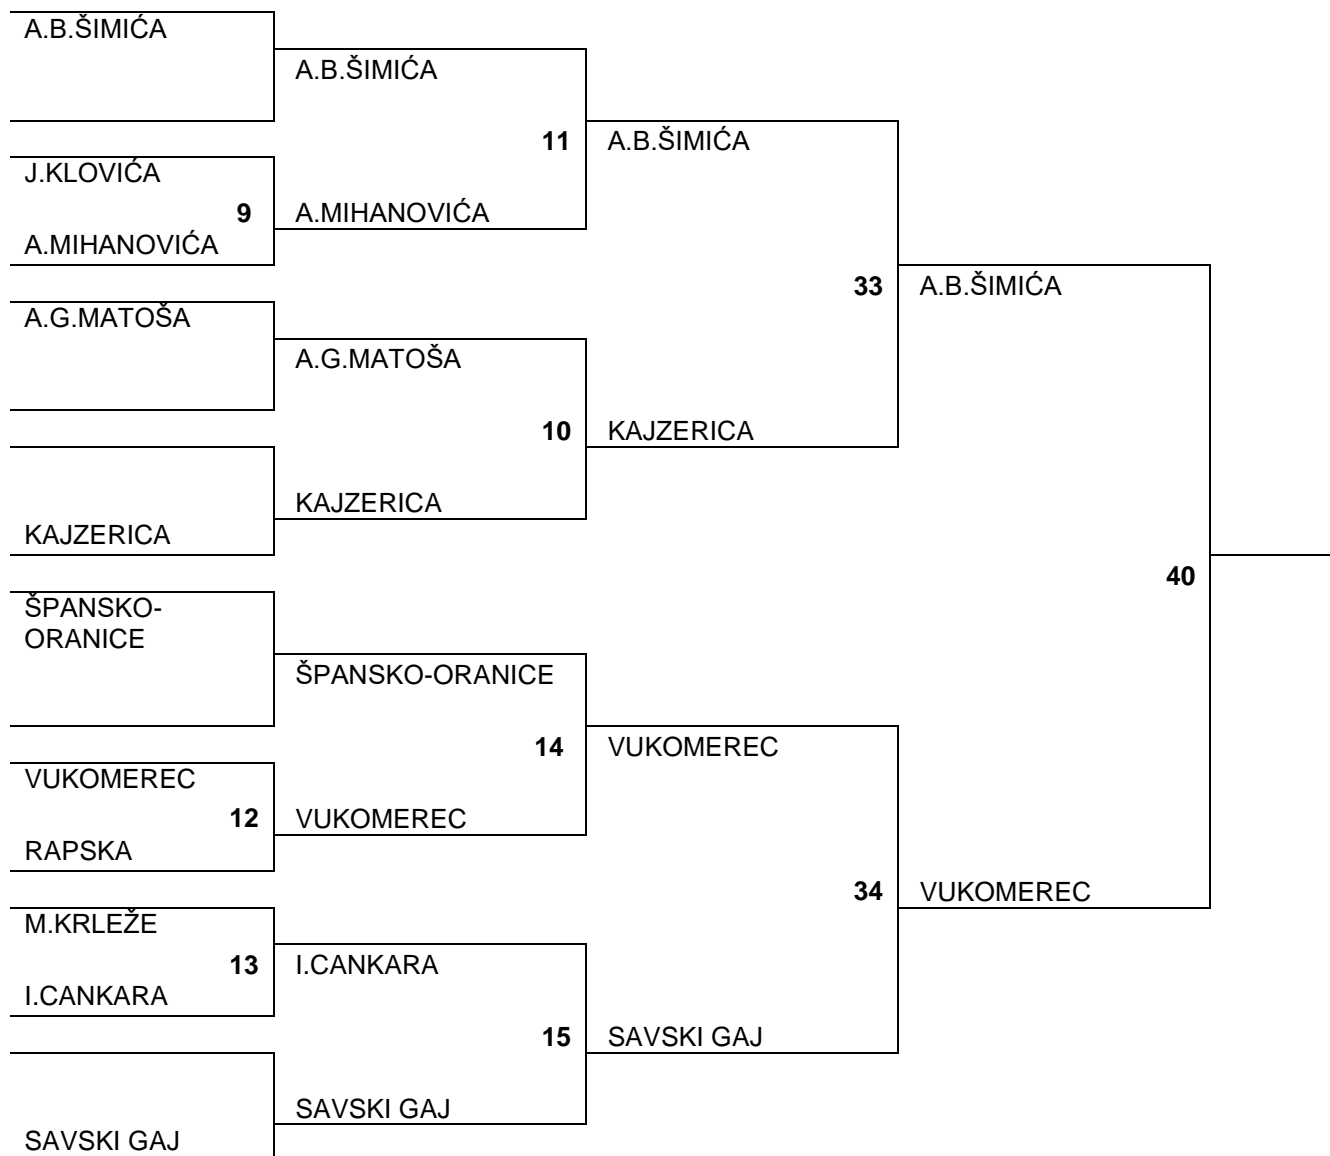 A.B.ŠIMIĆA
A.B.ŠIMIĆA
11
A.B.ŠIMIĆA
J.KLOVIĆA
9
A.MIHANOVIĆA
A.MIHANOVIĆA
33
A.B.ŠIMIĆA
A.G.MATOŠA
A.G.MATOŠA
10
KAJZERICA
KAJZERICA
KAJZERICA
40
ŠPANSKO-
ORANICE
ŠPANSKO-ORANICE
14
VUKOMEREC
VUKOMEREC
12
VUKOMEREC
RAPSKA
34
VUKOMEREC
M.KRLEŽE
13
I.CANKARA
I.CANKARA
15
SAVSKI GAJ
SAVSKI GAJ
SAVSKI GAJ